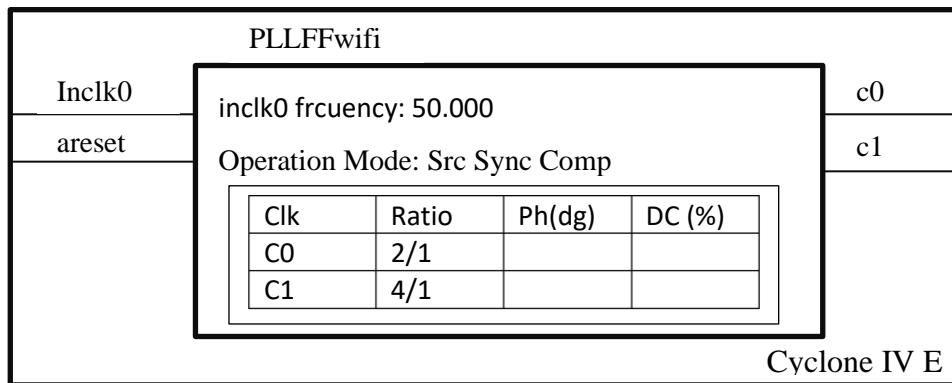 PLLFFwifi
Inclk0
areset
inclk0 frcuency: 50.000
Operation Mode: Src Sync Comp
Clk Ratio Ph(dg) DC (%)
C0 2/1
C1 4/1
c0
c1
Cyclone IV E